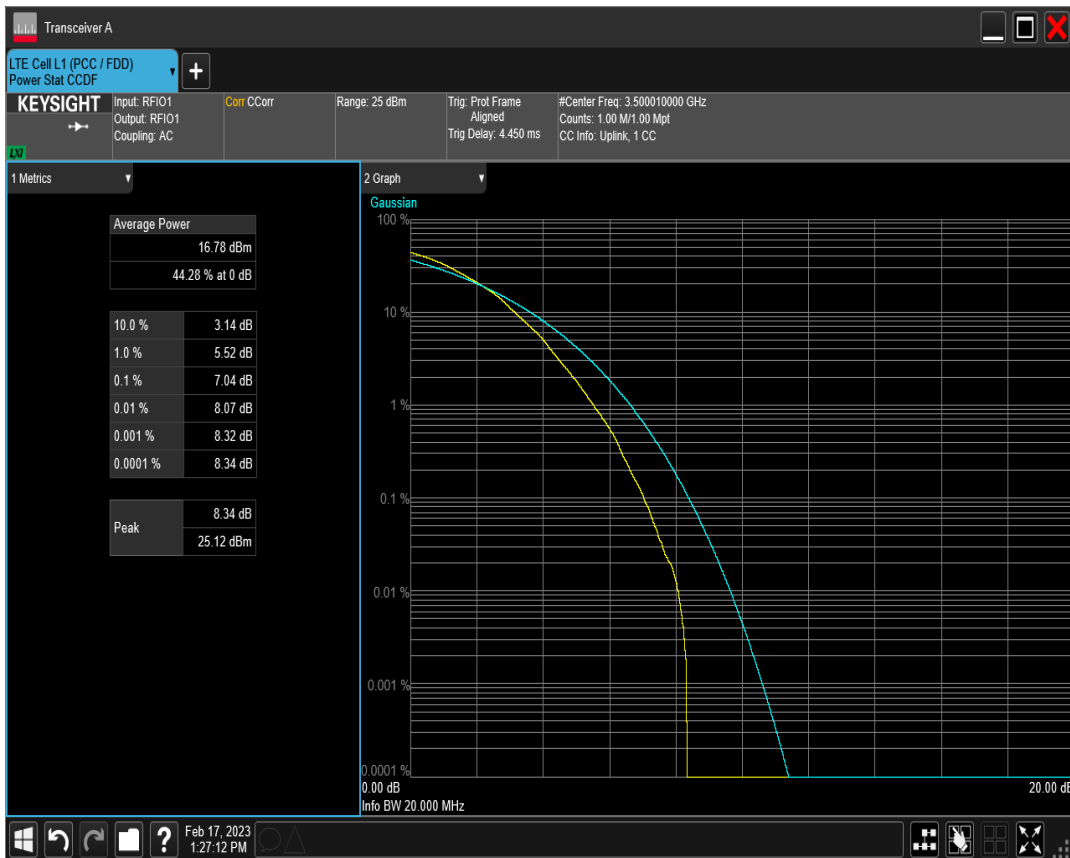 Transceiver A
LTE Cell L1 (PCC / FDD)
Power Stat CCDF
KEYSIGHT
LXI
Input: RFIO1
Output: RFIO1
Coupling: AC
Corr CCorr
Range: 25 dBm
Trig: Prot Frame
Aligned
Trig Delay: 4.450 ms
#Center Freq: 3.500010000 GHz
Counts: 1.00 M/1.00 Mpt
CC Info: Uplink, 1 CC
1 Metrics
Average Power
16.78 dBm
44.28 % at 0 dB
10.0 % 3.14 dB
1.0 % 5.52 dB
0.1 % 7.04 dB
0.01 % 8.07 dB
0.001 % 8.32 dB
0.0001 % 8.34 dB
Peak
8.34 dB
25.12 dBm
2 Graph
Gaussian
100 %
10 %
1 %
0.1 %
0.01 %
0.001 %
0.0001 %
0.00 dB 20.00 dB
Info BW 20.000 MHz
Feb 17, 2023
1:27:12 PM